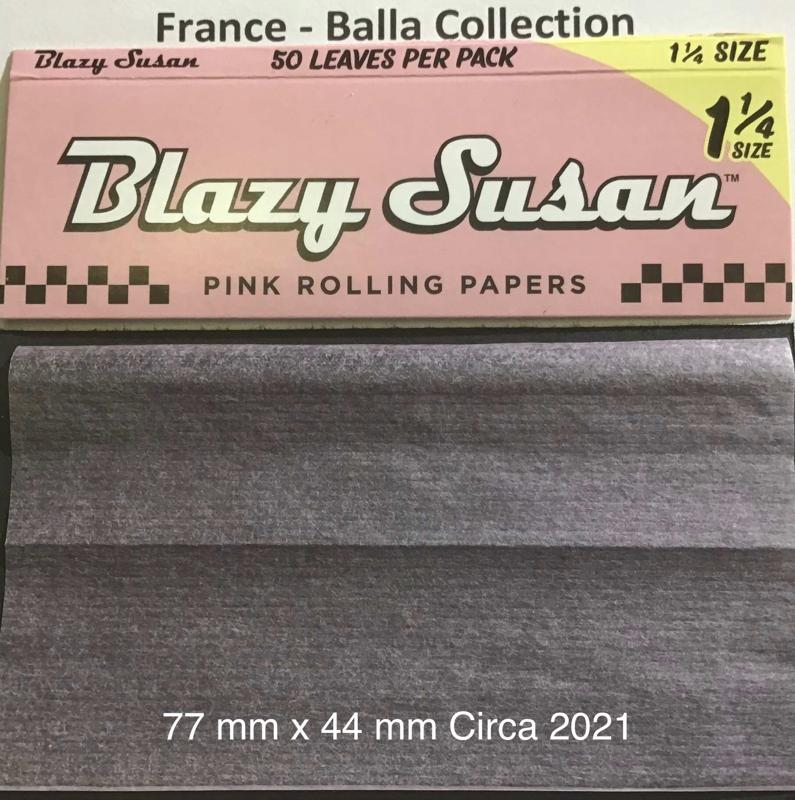 France - Balla Collection
Blazy Susan 50 LEAVES PER PACK 1¼ SIZE
1¼
SIZE
Blazy Susan™
PINK ROLLING PAPERS
77 mm x 44 mm Circa 2021